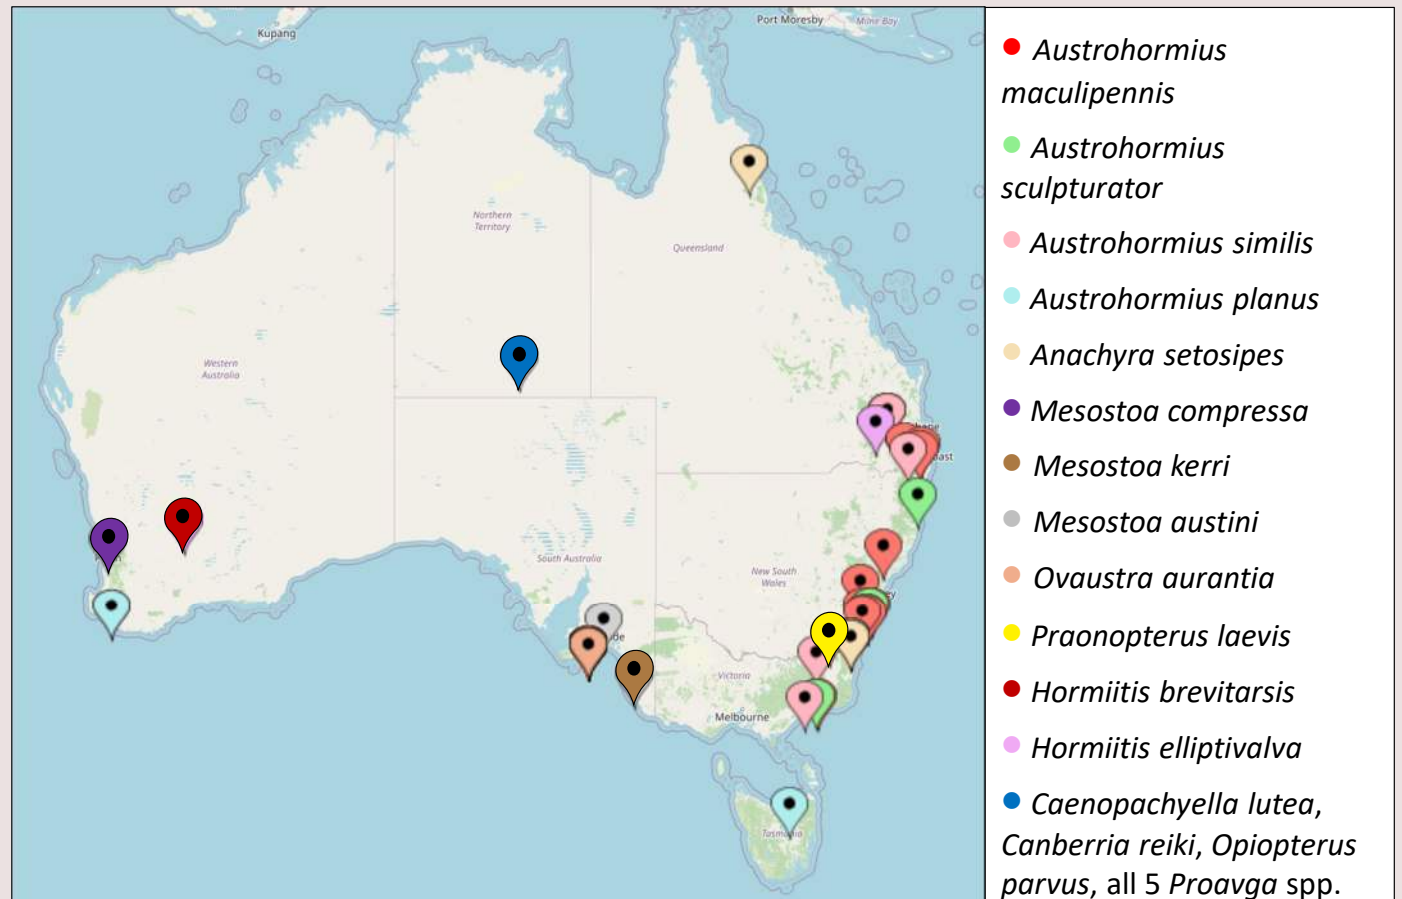 Kupang
Port Moresby
Milne Bay
Northern
Territory
Queensland
Western
Australia
South Australia
New South
Wales
Victoria
Melbourne
Tasmania
Austrohormius
maculipennis
Austrohormius
sculpturator
Austrohormius similis
Austrohormius planus
Anachyra setosipes
Mesostoa compressa
Mesostoa kerri
Mesostoa austini
Ovaustra aurantia
Praonopterus laevis
Hormiitis brevitarsis
Hormiitis elliptivalva
Caenopachyella lutea,
Canberria reiki, Opiopterus
parvus, all 5 Proavga spp.